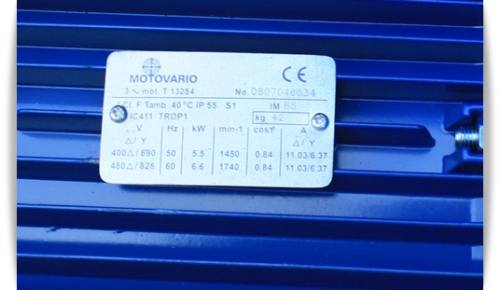 MOTOVARIO
CE
3 ~ mot. T 132S4
No. 0807046034
I.Cl. F Tamb 40 °C IP 55 S1
IM B5
IC411 TROP1
kg 42
V Hz kW min-1 cosφ A
Δ / Y Δ / Y
400Δ / 690 50 5.5 1450 0.84 11.03/6.37
480Δ / 828 60 6.6 1740 0.84 11.03/6.37